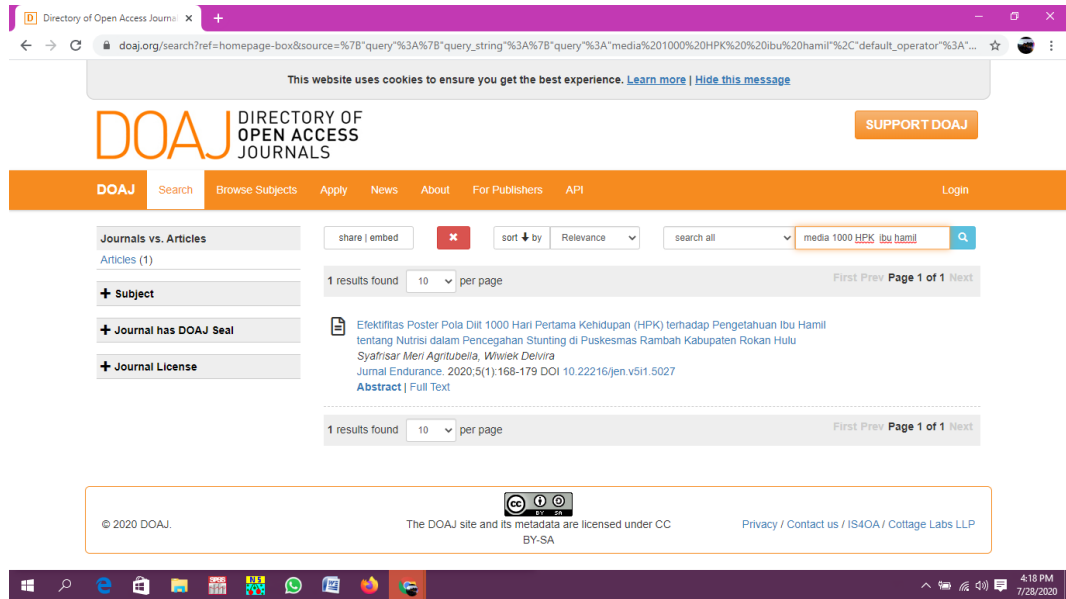 Directory of Open Access Journal
doaj.org/search?ref=homepage-box&source=%7B"query"%3A%7B"query_string"%3A%7B"query"%3A"media%201000%20HPK%20%20ibu%20hamil"%2C"default_operator"%3A"...
This website uses cookies to ensure you get the best experience. Learn more | Hide this message
DOAJ DIRECTORY OF
OPEN ACCESS
JOURNALS
SUPPORT DOAJ
DOAJ Search Browse Subjects Apply News About For Publishers API Login
Journals vs. Articles
Articles (1)
+ Subject
+ Journal has DOAJ Seal
+ Journal License
share | embed sort by Relevance search all media 1000 HPK ibu hamil
1 results found 10 per page First Prev Page 1 of 1 Next
Efektifitas Poster Pola Diit 1000 Hari Pertama Kehidupan (HPK) terhadap Pengetahuan Ibu Hamil
tentang Nutrisi dalam Pencegahan Stunting di Puskesmas Rambah Kabupaten Rokan Hulu
Syafrisar Meri Agritubella, Wiwiek Delvira
Jurnal Endurance. 2020;5(1):168-179 DOI 10.22216/jen.v5i1.5027
Abstract | Full Text
1 results found 10 per page First Prev Page 1 of 1 Next
© 2020 DOAJ.
cc BY SA
The DOAJ site and its metadata are licensed under CC
BY-SA
Privacy / Contact us / IS4OA / Cottage Labs LLP
4:18 PM
7/28/2020